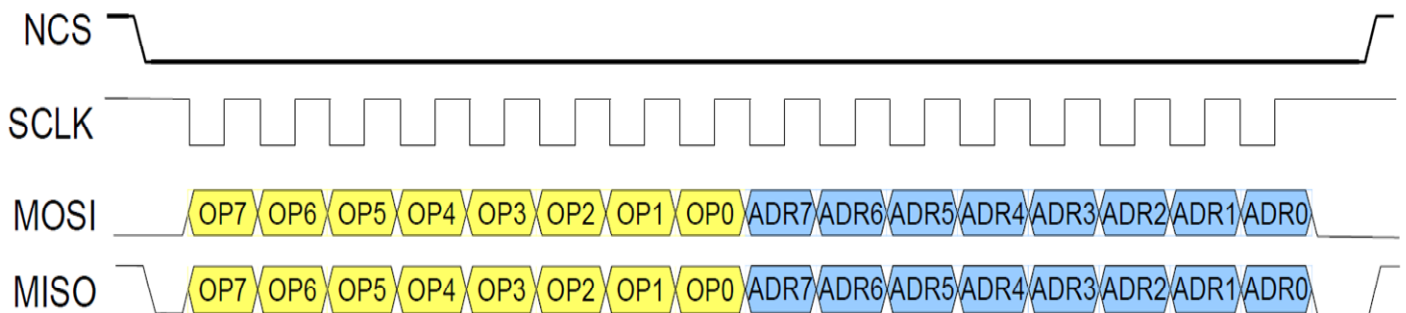 NCS
SCLK
MOSI OP7 OP6 OP5 OP4 OP3 OP2 OP1 OP0 ADR7 ADR6 ADR5 ADR4 ADR3 ADR2 ADR1 ADR0
MISO OP7 OP6 OP5 OP4 OP3 OP2 OP1 OP0 ADR7 ADR6 ADR5 ADR4 ADR3 ADR2 ADR1 ADR0